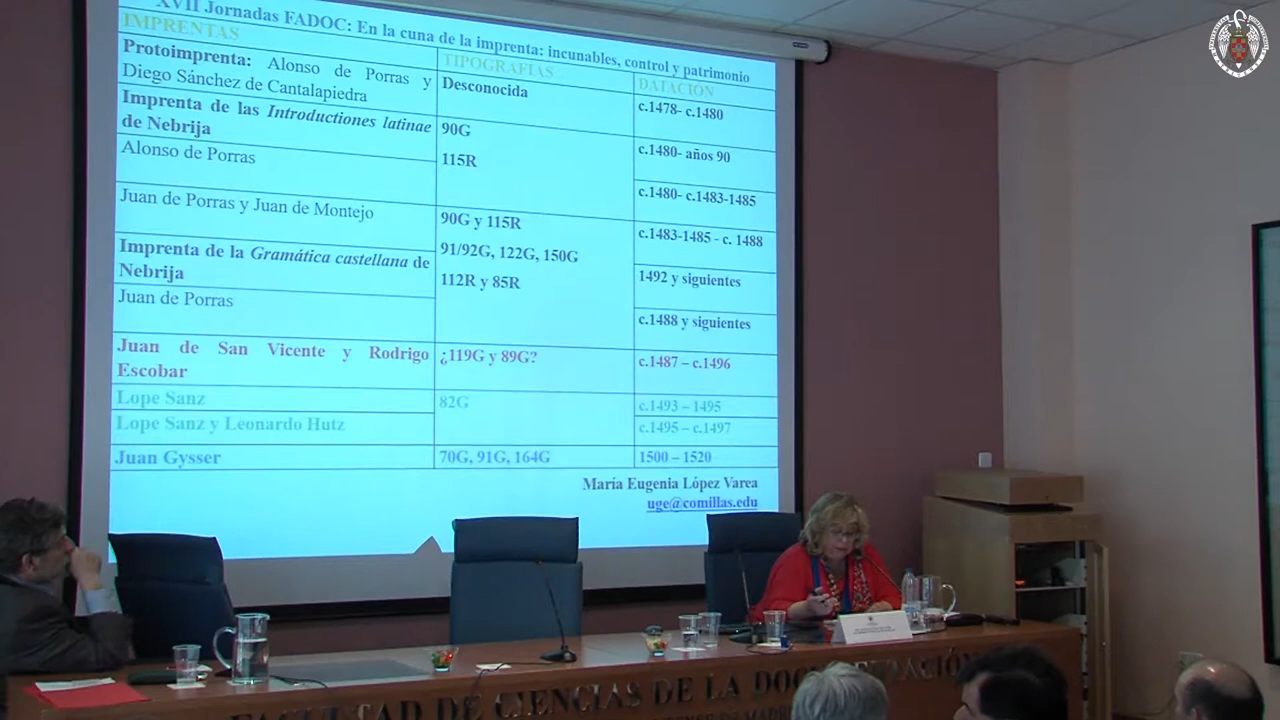 XVII Jornadas FADOC: En la cuna de la imprenta: incunables, control y patrimonio
IMPRENTAS
TIPOGRAFIAS
DATACIÓN
Protoimprenta: Alonso de Porras y
Diego Sánchez de Cantalapiedra
Desconocida
c.1478- c.1480
Imprenta de las Introductiones latinae
de Nebrija
90G
115R
c.1480- años 90
Alonso de Porras
c.1480- c.1483-1485
Juan de Porras y Juan de Montejo
90G y 115R
c.1483-1485 - c. 1488
Imprenta de la Gramática castellana de
Nebrija
91/92G, 122G, 150G
112R y 85R
1492 y siguientes
Juan de Porras
c.1488 y siguientes
Juan de San Vicente y Rodrigo
Escobar
¿119G y 89G?
c.1487 – c.1496
Lope Sanz
82G
c.1493 – 1495
Lope Sanz y Leonardo Hutz
c.1495 – c.1497
Juan Gysser
70G, 91G, 164G
1500 – 1520
María Eugenia López Varea
uge@comillas.edu
FACULTAD DE CIENCIAS DE LA DOCUMENTACIÓN